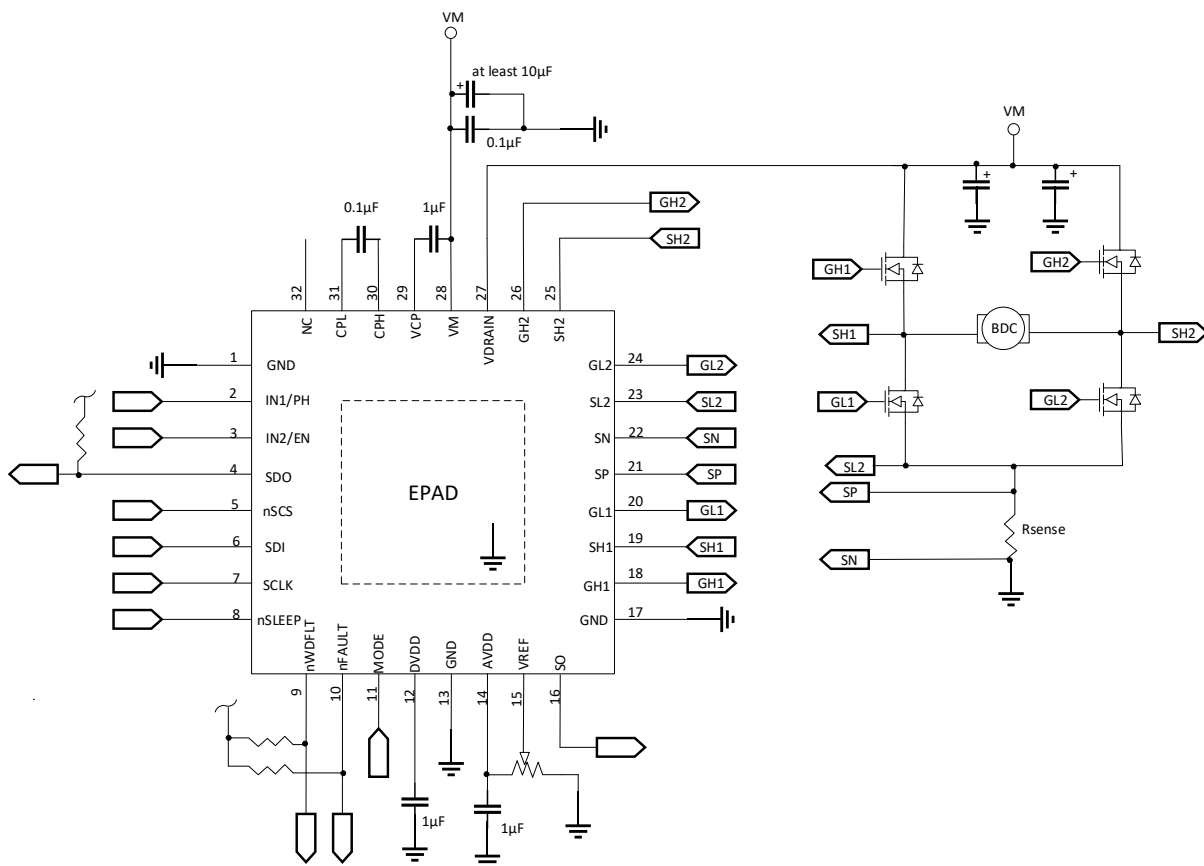 VM
at least 10µF
+
0.1µF
VM
+
+
0.1µF
1µF
GH2
SH2
32
31
30
29
28
27
26
25
NC
CPL
CPH
VCP
VM
VDRAIN
GH2
SH2
GH1
GH2
SH1
BDC
SH2
GL1
GL2
SL2
SP
Rsense
SN
1
GND
2
IN1/PH
3
IN2/EN
4
SDO
5
nSCS
6
SDI
7
SCLK
8
nSLEEP
EPAD
GL2
24
GL2
SL2
23
SL2
SN
22
SN
SP
21
SP
GL1
20
GL1
SH1
19
SH1
GH1
18
GH1
GND
17
nWDFLT
nFAULT
MODE
DVDD
GND
AVDD
VREF
SO
9
10
11
12
13
14
15
16
1µF
1µF